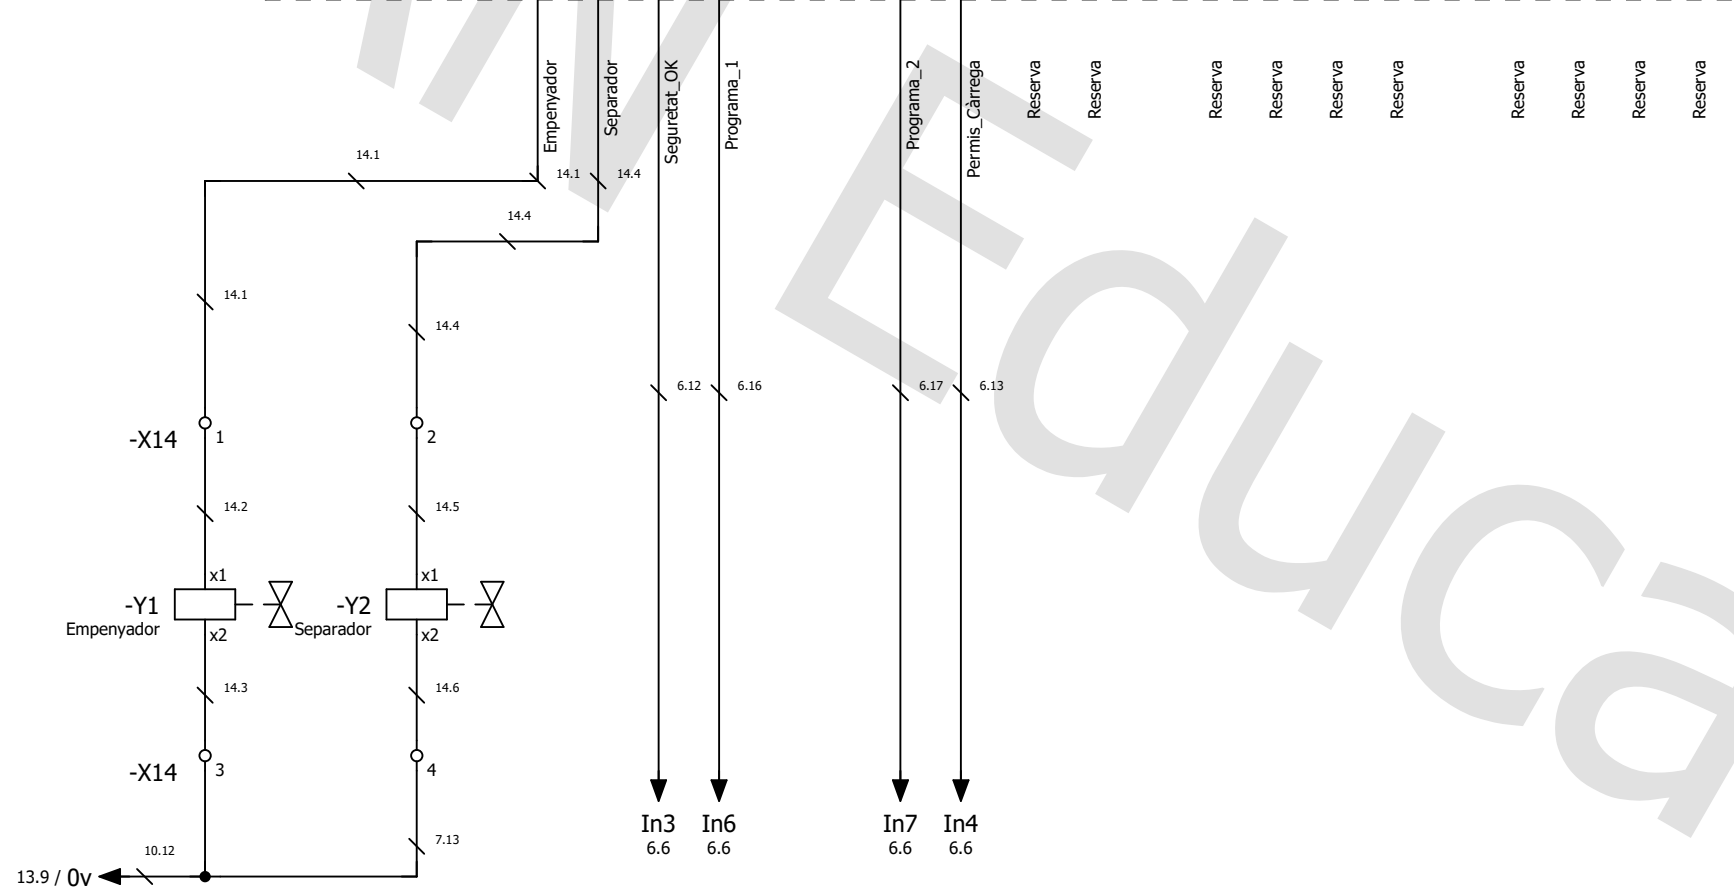 Empenyador
Separador
Seguretat_OK
Programa_1
Programa_2
Permis_Càrrega
Reserva
Reserva
Reserva
Reserva
Reserva
Reserva
Reserva
Reserva
Reserva
Reserva
14.1
14.1
14.4
14.4
14.1
14.4
6.12
6.16
6.17
6.13
-X14
1
2
14.2
14.5
x1
x1
-Y1
-Y2
Empenyador
Separador
x2
x2
14.3
14.6
-X14
3
4
In3
In6
In7
In4
7.13
6.6
6.6
6.6
6.6
10.12
13.9 / 0v
Educa